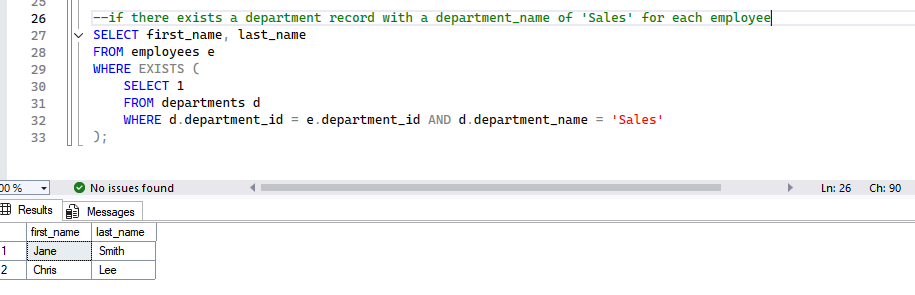 25
26 --if there exists a department record with a department_name of 'Sales' for each employee
27 SELECT first_name, last_name
28 FROM employees e
29 WHERE EXISTS (
30 SELECT 1
31 FROM departments d
32 WHERE d.department_id = e.department_id AND d.department_name = 'Sales'
33 );
00 % No issues found Ln: 26 Ch: 90
Results Messages
first_name last_name
1 Jane Smith
2 Chris Lee